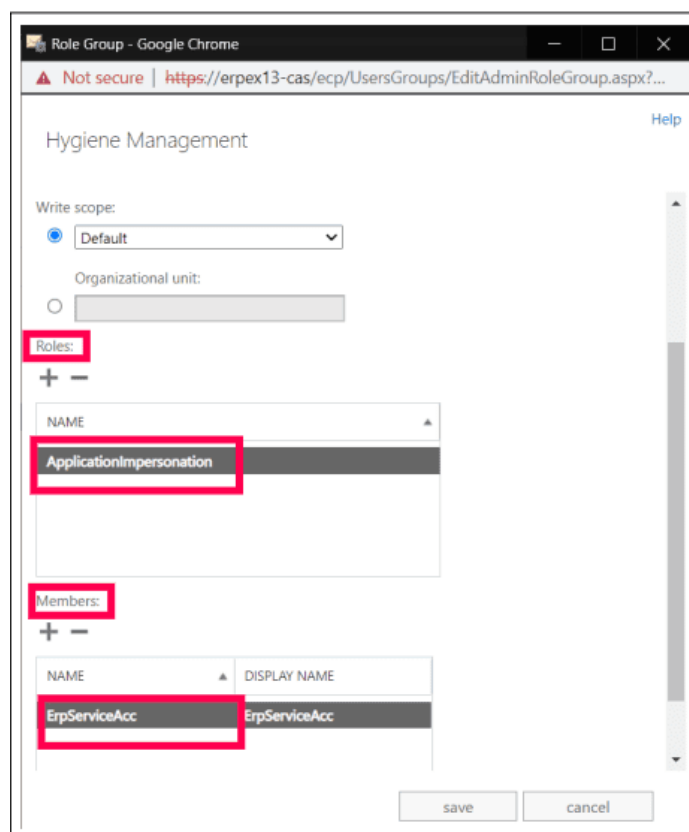 Role Group - Google Chrome
Not secure | https://erpex13-cas/ecp/UsersGroups/EditAdminRoleGroup.aspx?...
Help
Hygiene Management
Write scope:
Default
Organizational unit:
Roles:
NAME
ApplicationImpersonation
Members:
NAME DISPLAY NAME
ErpServiceAcc ErpServiceAcc
save cancel